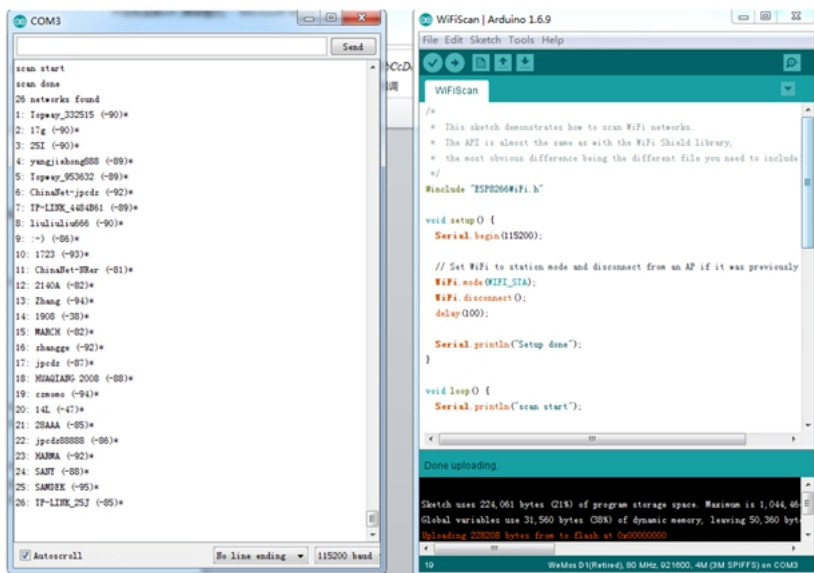 COM3
Send
scan start
scan done
26 networks found
1: Topway_332515 (-90)*
2: 17g (-90)*
3: 25I (-90)*
4: yangjiehong888 (-89)*
5: Topway_953632 (-89)*
6: ChinaNet-jpcdz (-92)*
7: TP-LINK_4484B61 (-89)*
8: liuliuliu666 (-90)*
9: :-) (-86)*
10: 1723 (-93)*
11: ChinaNet-NRer (-81)*
12: 2140A (-82)*
13: Zhang (-94)*
14: 1908 (-38)*
15: MARCH (-82)*
16: zhangge (-92)*
17: jpcdz (-87)*
18: HUAQIANG 2008 (-88)*
19: czmomo (-94)*
20: 14L (-47)*
21: 28AAA (-85)*
22: jpcdz88888 (-86)*
23: HARMA (-92)*
24: SANY (-88)*
25: SAMDEK (-95)*
26: TP-LINK_25J (-85)*
Autoscroll
No line ending
115200 baud
WiFiScan | Arduino 1.6.9
File Edit Sketch Tools Help
WiFiScan
/*
* This sketch demonstrates how to scan WiFi networks.
* The API is almost the same as with the WiFi Shield library,
* the most obvious difference being the different file you need to include
*/
#include "ESP8266WiFi.h"
void setup() {
Serial.begin(115200);
// Set WiFi to station mode and disconnect from an AP if it was previously
WiFi.mode(WIFI_STA);
WiFi.disconnect();
delay(100);
Serial.println("Setup done");
}
void loop() {
Serial.println("scan start");
Done uploading.
Sketch uses 224,061 bytes (21%) of program storage space. Maximum is 1,044,46
Global variables use 31,560 bytes (38%) of dynamic memory, leaving 50,360 byt
Uploading 228208 bytes from to flash at 0x00000000
19
WeMos D1(Retired), 80 MHz, 921600, 4M (3M SPIFFS) on COM3